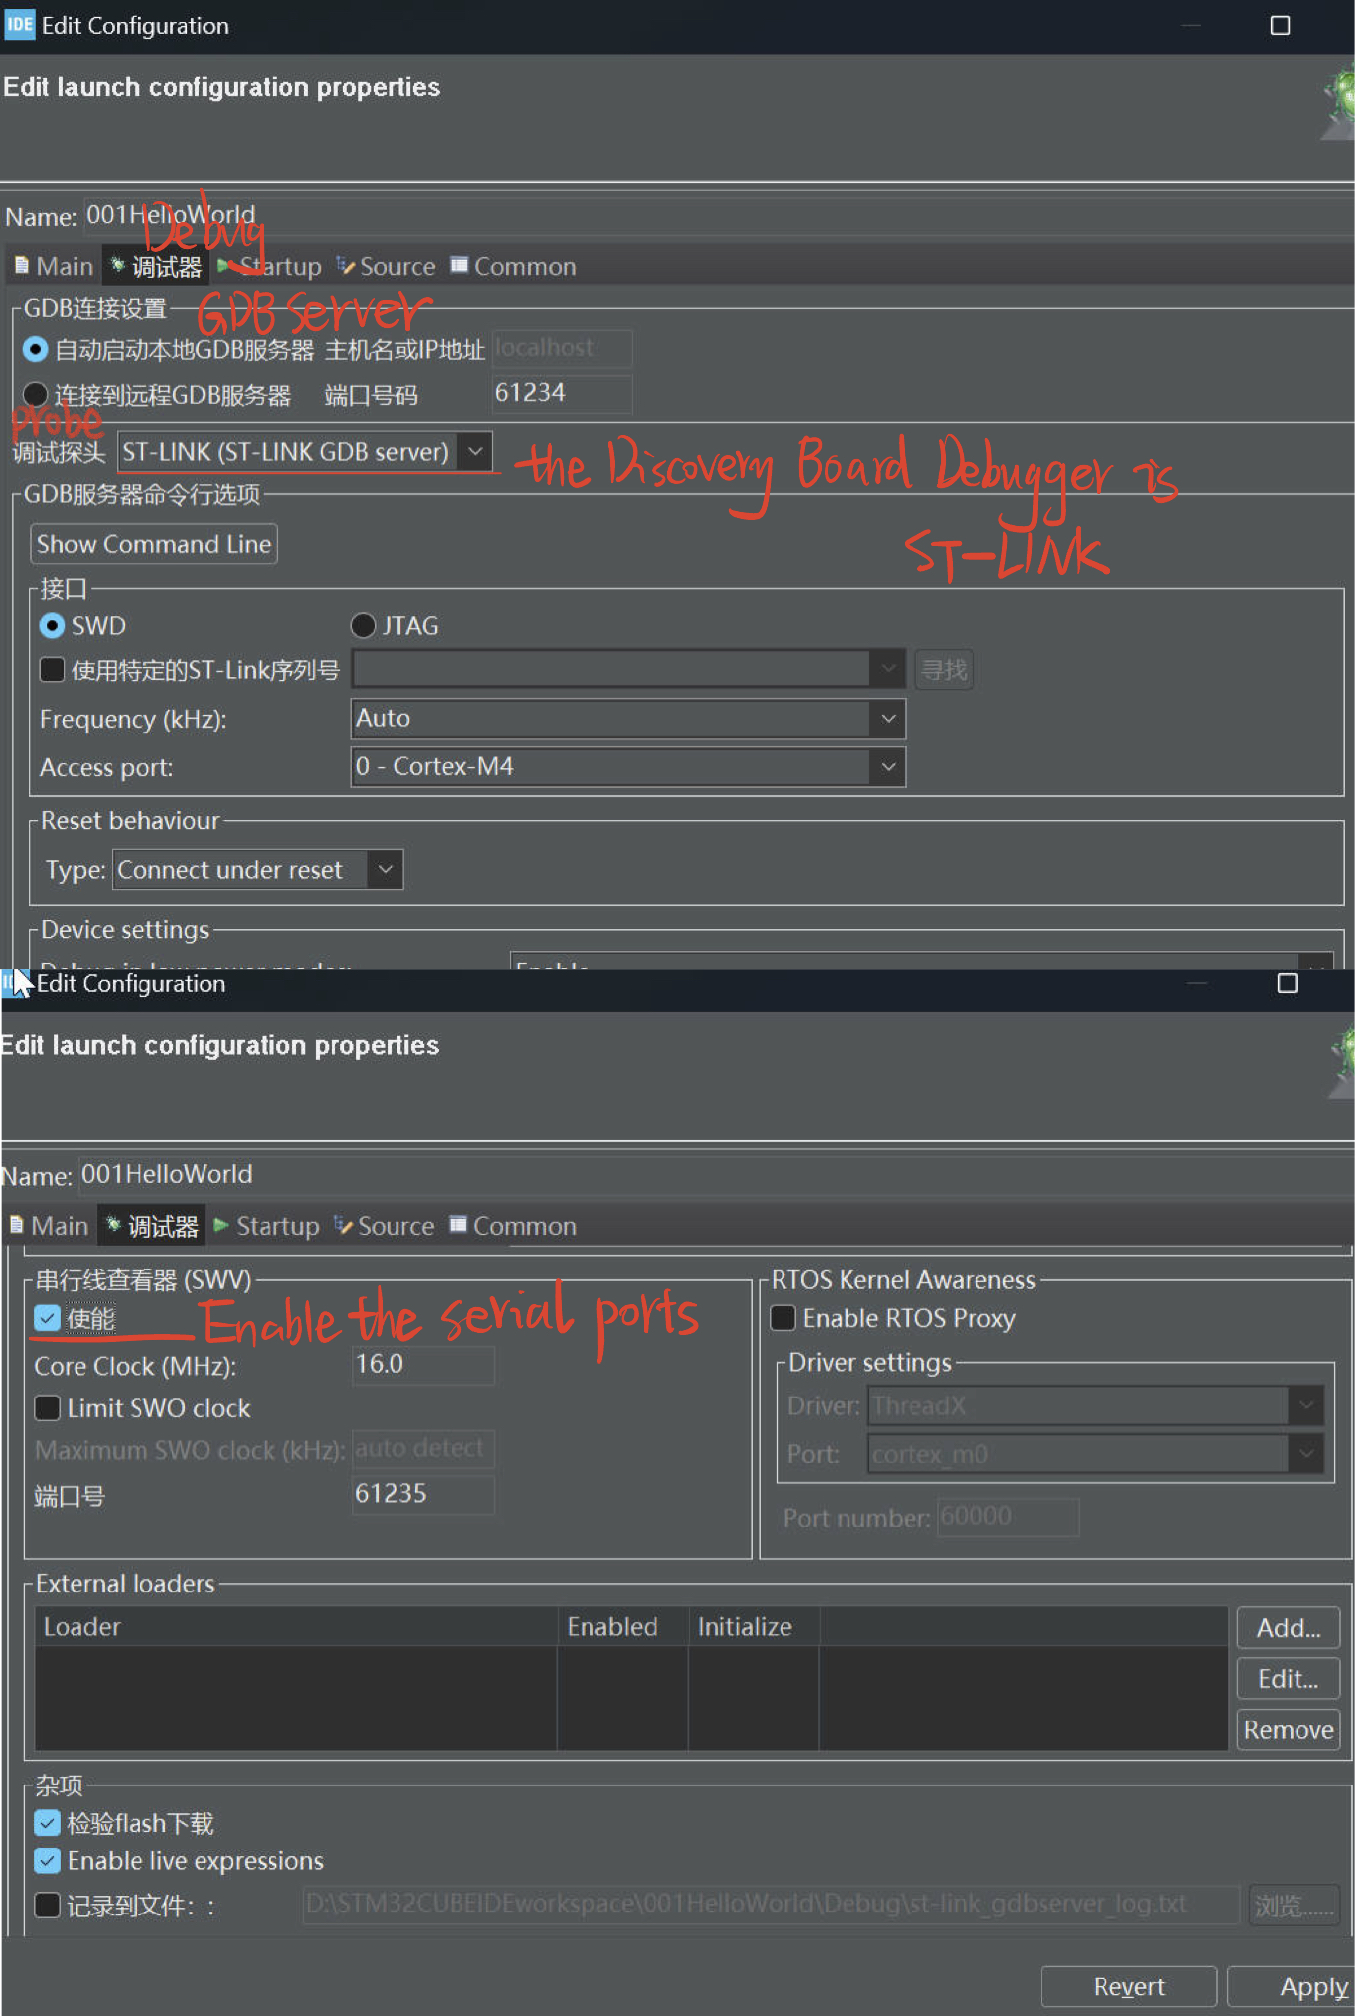 IDE Edit Configuration
Edit launch configuration properties
Name: 001HelloWorld
Debug
Main 调试器 Startup Source Common
GDB连接设置
GDB Server
自动启动本地GDB服务器 主机名或IP地址 localhost
连接到远程GDB服务器 端口号码 61234
probe
调试探头 ST-LINK (ST-LINK GDB server)
the Discovery Board Debugger is
ST-LINK
GDB服务器命令行选项
Show Command Line
接口
SWD JTAG
使用特定的ST-Link序列号 寻找
Frequency (kHz): Auto
Access port: 0 - Cortex-M4
Reset behaviour
Type: Connect under reset
Device settings
Edit Configuration
Edit launch configuration properties
Name: 001HelloWorld
Main 调试器 Startup Source Common
串行线查看器 (SWV) RTOS Kernel Awareness
使能 Enable the serial ports Enable RTOS Proxy
Core Clock (MHz): 16.0 Driver settings
Limit SWO clock Driver: ThreadX
Maximum SWO clock (kHz): auto detect Port: cortex_m0
端口号 61235 Port number: 60000
External loaders
Loader Enabled Initialize Add...
Edit...
Remove
杂项
检验flash下载
Enable live expressions
记录到文件: : D:\STM32CUBEIDEworkspace\001HelloWorld\Debug\st-link_gdbserver_log.txt 浏览......
Revert Apply